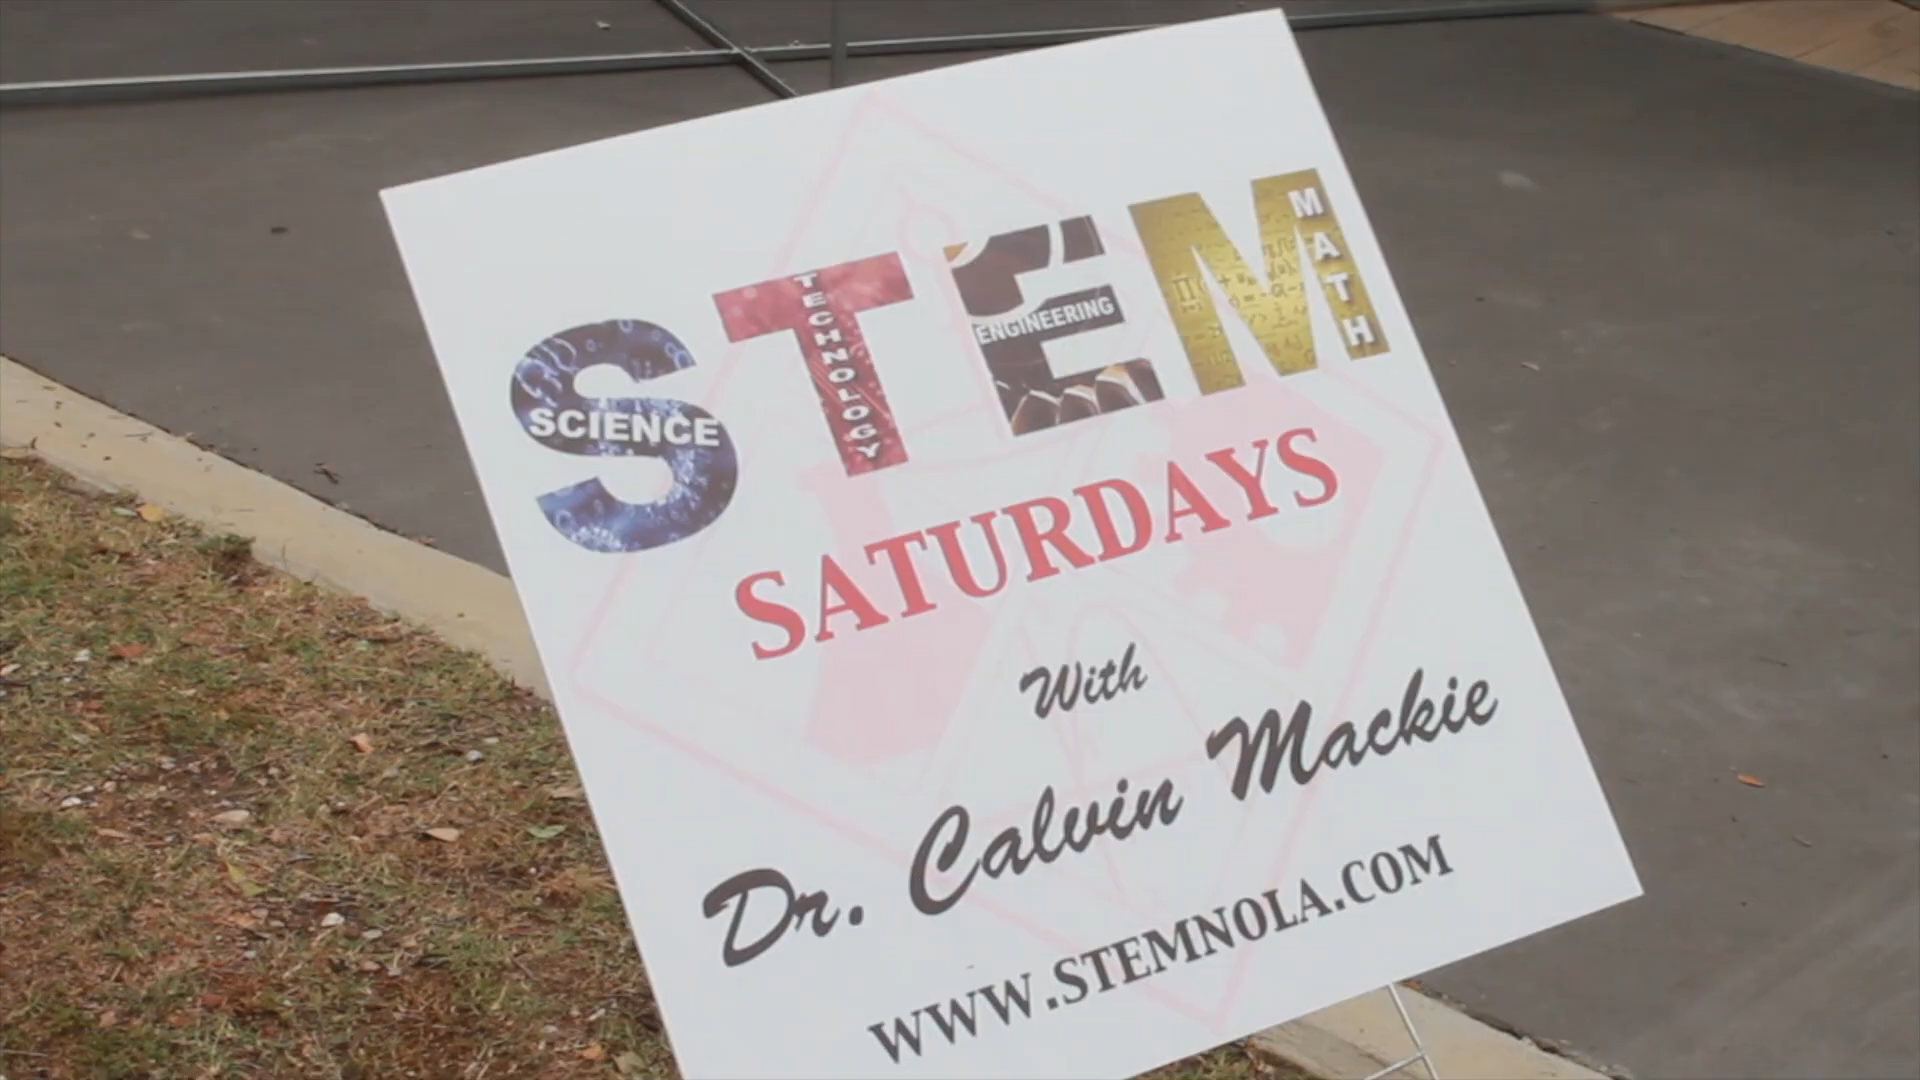 STEM
SCIENCE
TECHNOLOGY
ENGINEERING
MATH
SATURDAYS
With
Dr. Calvin Mackie
WWW.STEMNOLA.COM